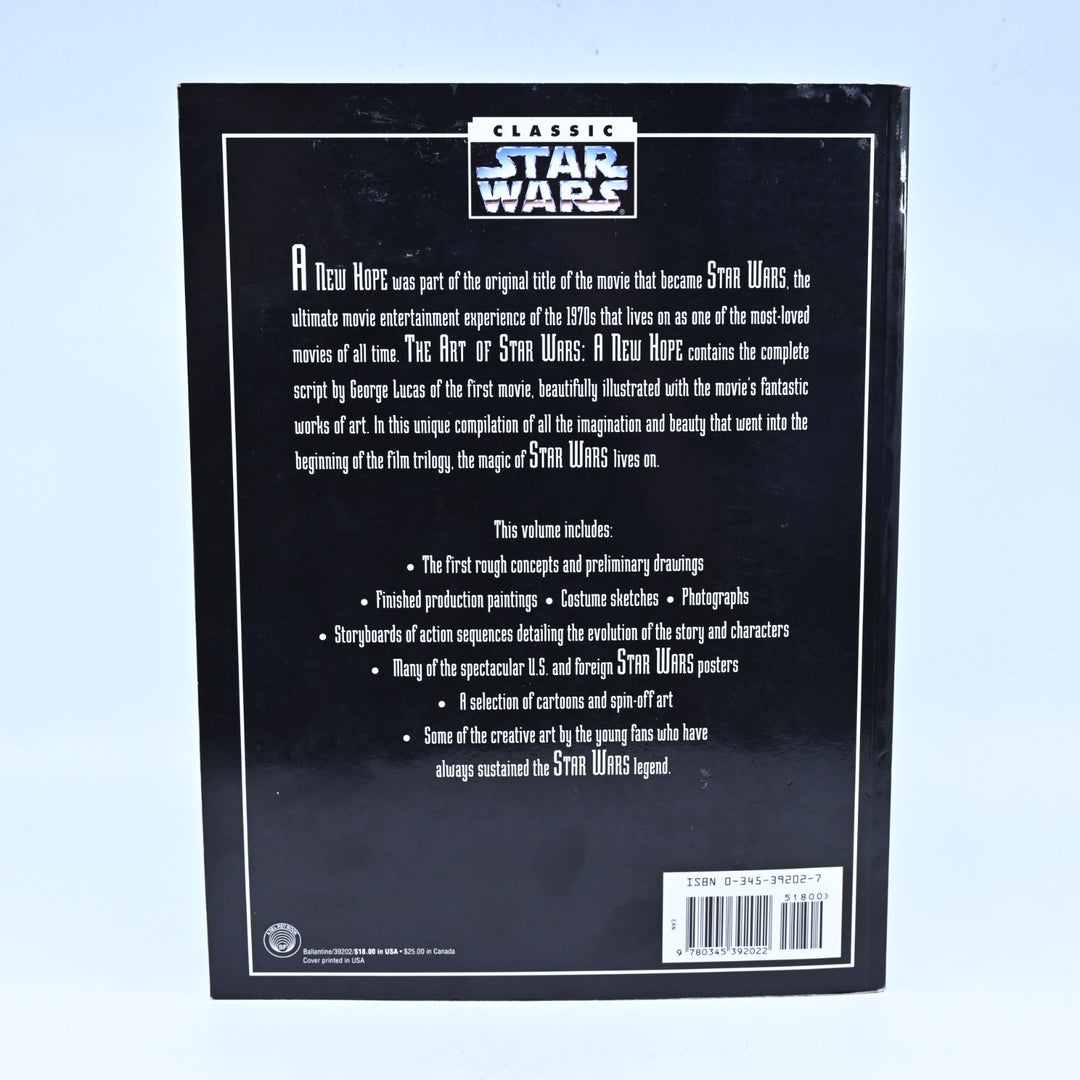 CLASSIC
STAR
WARS®
A NEW HOPE was part of the original title of the movie that became STAR WARS, the
ultimate movie entertainment experience of the 1970s that lives on as one of the most-loved
movies of all time. THE ART OF STAR WARS: A NEW HOPE contains the complete
script by George Lucas of the first movie, beautifully illustrated with the movie's fantastic
works of art. In this unique compilation of all the imagination and beauty that went into the
beginning of the film trilogy, the magic of STAR WARS lives on.
This volume includes:
• The first rough concepts and preliminary drawings
• Finished production paintings • Costume sketches • Photographs
• Storyboards of action sequences detailing the evolution of the story and characters
• Many of the spectacular U.S. and foreign STAR WARS posters
• A selection of cartoons and spin-off art
• Some of the creative art by the young fans who have
always sustained the STAR WARS legend.
A DEL REY BOOK
SF
Ballantine/39202/$18.00 in USA • $25.00 in Canada
Cover printed in USA
ISBN 0-345-39202-7
51800>
EAN
9 780345 392022